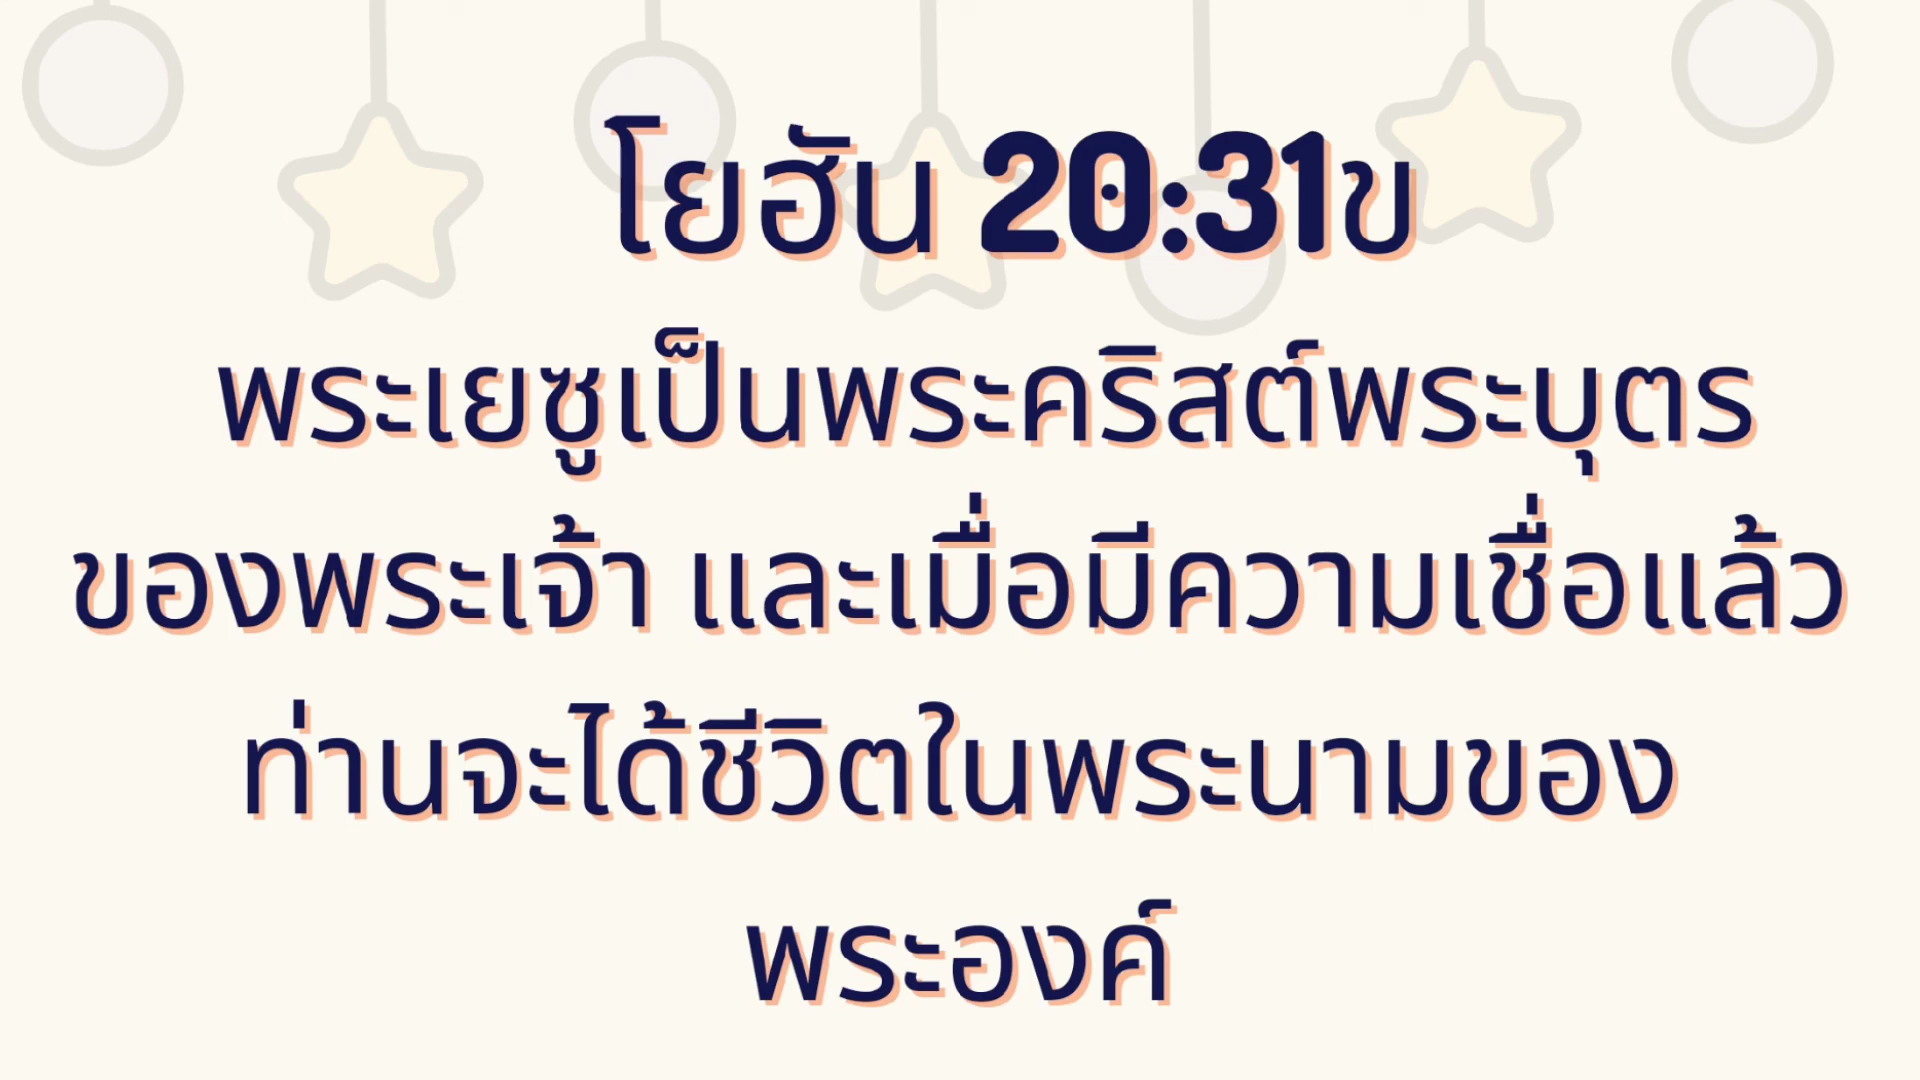 โยฮัน 20:31ข
พระเยซูเป็นพระคริสต์พระบุตร
ของพระเจ้า และเมื่อมีความเชื่อแล้ว
ท่านจะได้ชีวิตในพระนามของ
พระองค์